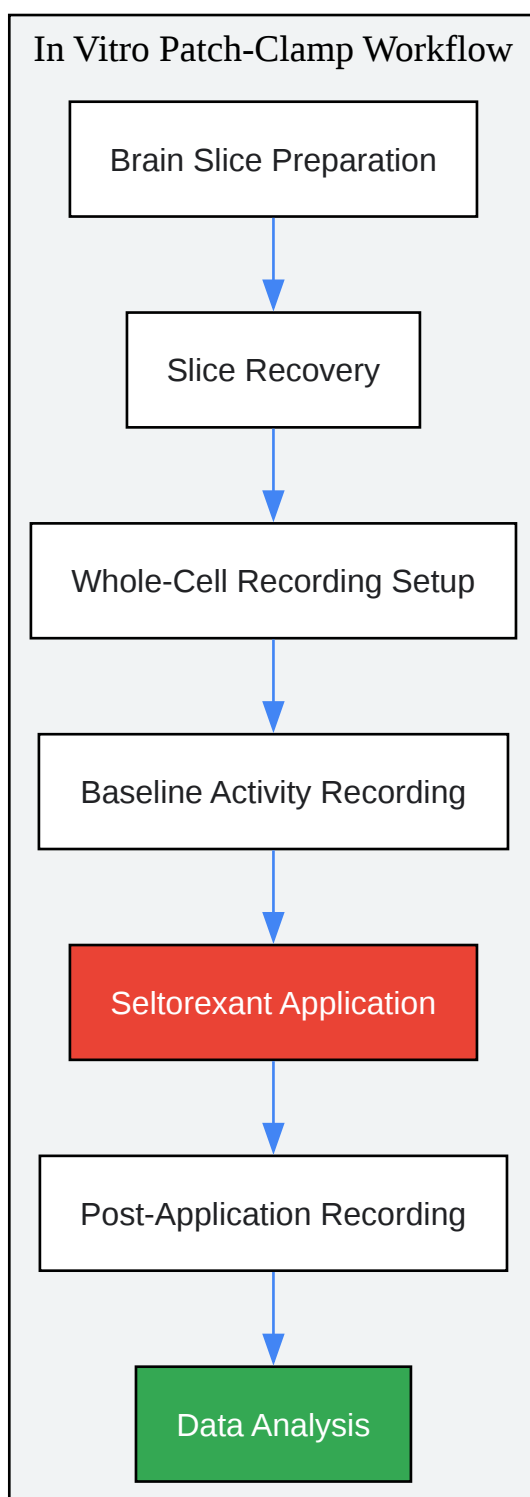 In Vitro Patch-Clamp Workflow
Brain Slice Preparation
Slice Recovery
Whole-Cell Recording Setup
Baseline Activity Recording
Seltorexant Application
Post-Application Recording
Data Analysis